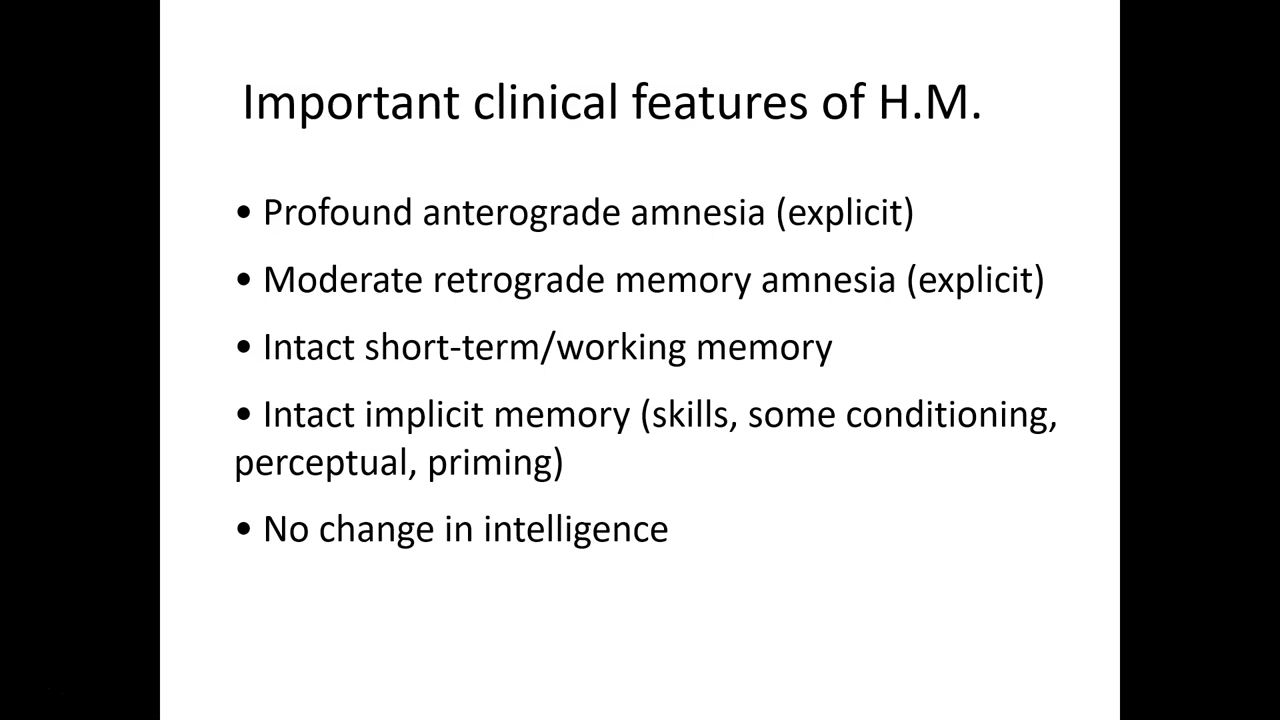 Important clinical features of H.M.
• Profound anterograde amnesia (explicit)
• Moderate retrograde memory amnesia (explicit)
• Intact short-term/working memory
• Intact implicit memory (skills, some conditioning,
perceptual, priming)
• No change in intelligence